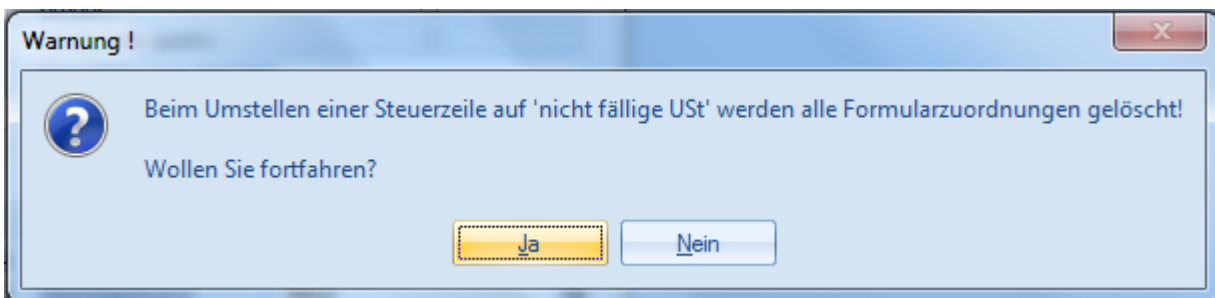 Warnung !
Beim Umstellen einer Steuerzeile auf 'nicht fällige USt' werden alle Formularzuordnungen gelöscht!
Wollen Sie fortfahren?
Ja
Nein